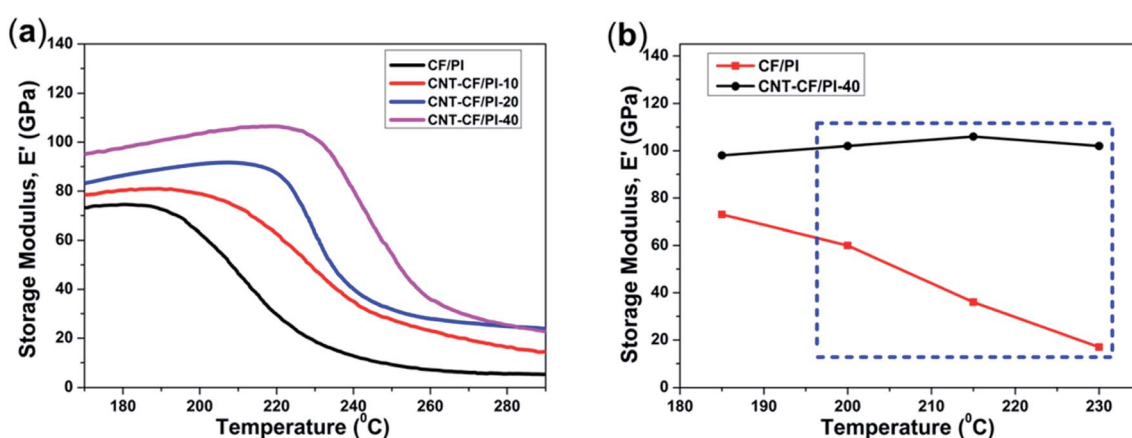 (a)
Storage Modulus, E' (GPa)
140
120
100
80
60
40
20
0
CF/PI
CNT-CF/PI-10
CNT-CF/PI-20
CNT-CF/PI-40
180 200 220 240 260 280
Temperature (⁰C)
(b)
Storage Modulus, E' (GPa)
140
120
100
80
60
40
20
0
CF/PI
CNT-CF/PI-40
180 190 200 210 220 230
Temperature (⁰C)